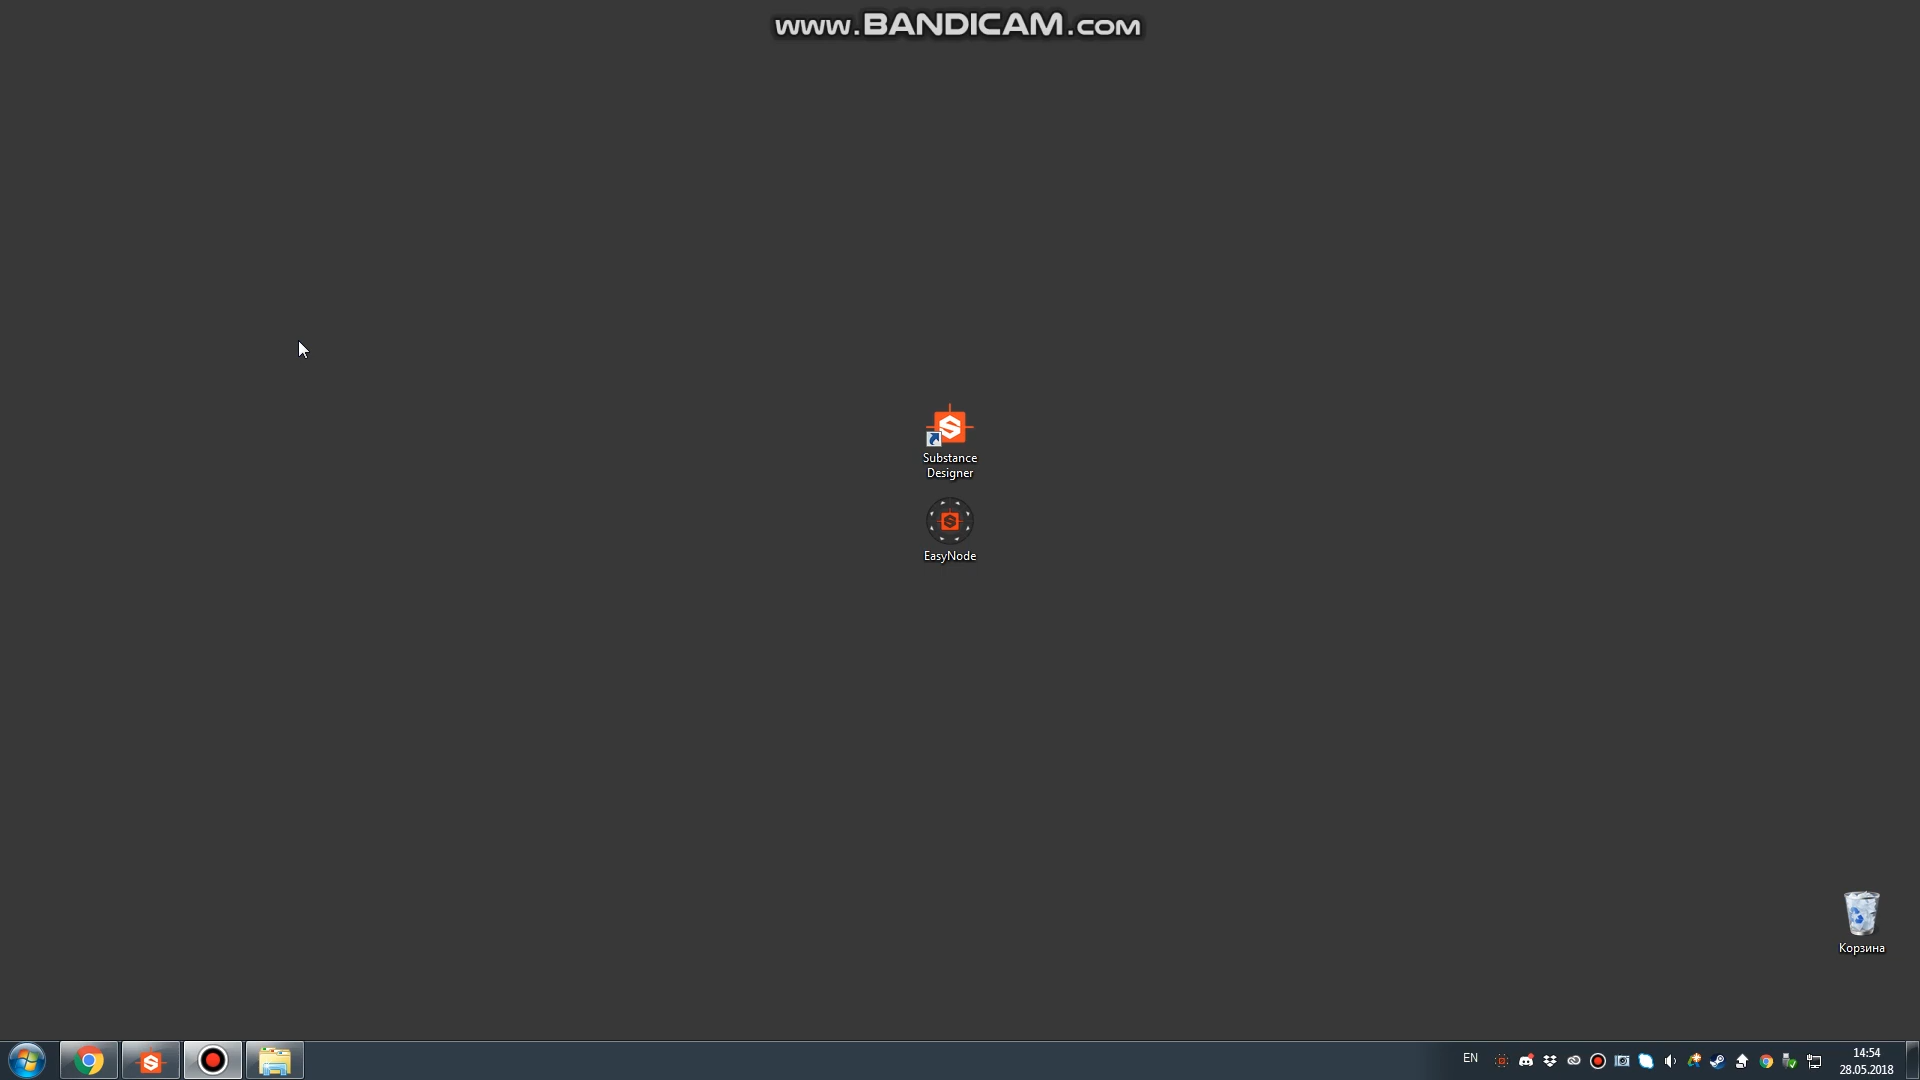 www.BANDICAM.com
Substance
Designer
EasyNode
Корзина
EN
14:54
28.05.2018